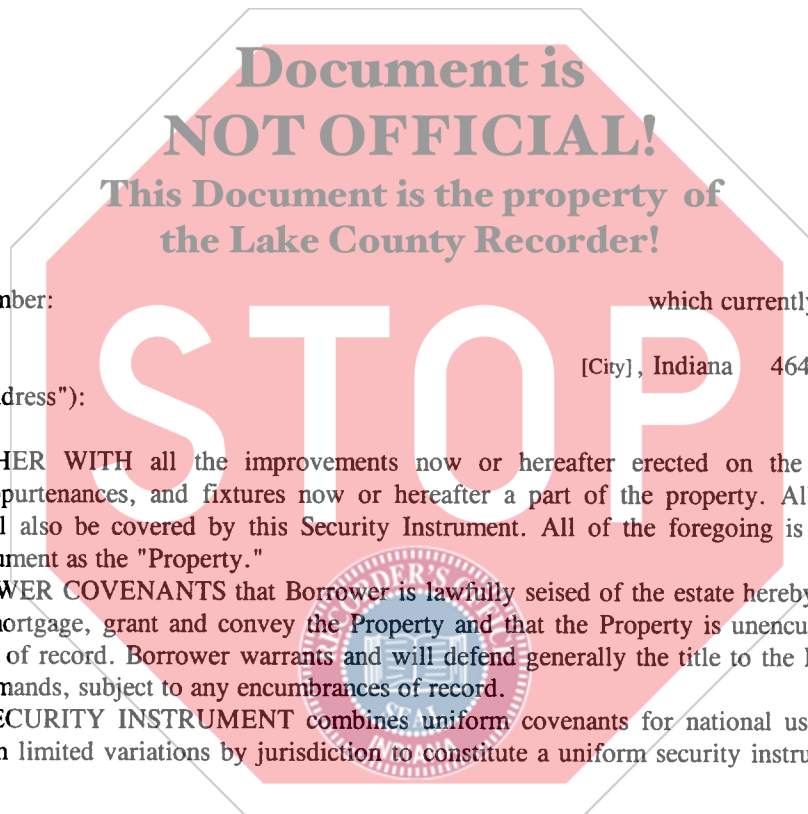 Document is
NOT OFFICIAL!
This Document is the property of
the Lake County Recorder!
mber: which currently
[City], Indiana 464
dress"):
STOP
HER WITH all the improvements now or hereafter erected on the
purtenances, and fixtures now or hereafter a part of the property. All
l also be covered by this Security Instrument. All of the foregoing is
ument as the "Property."
WER COVENANTS that Borrower is lawfully seised of the estate hereby
ortgage, grant and convey the Property and that the Property is unencu
of record. Borrower warrants and will defend generally the title to the
mands, subject to any encumbrances of record.
ECURITY INSTRUMENT combines uniform covenants for national us
n limited variations by jurisdiction to constitute a uniform security instru
SEAL